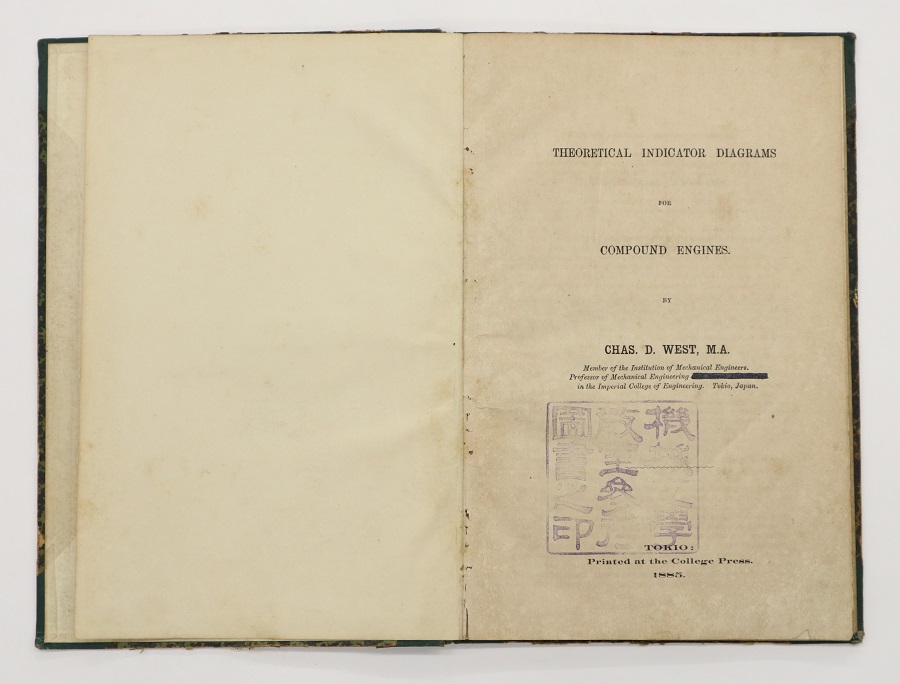 THEORETICAL INDICATOR DIAGRAMS
FOR
COMPOUND ENGINES.
BY
CHAS. D. WEST, M.A.
Member of the Institution of Mechanical Engineers.
Professor of Mechanical Engineering
in the Imperial College of Engineering. Tokio, Japan.
機械工學
圖書之印
TOKIO:
Printed at the College Press.
1885.